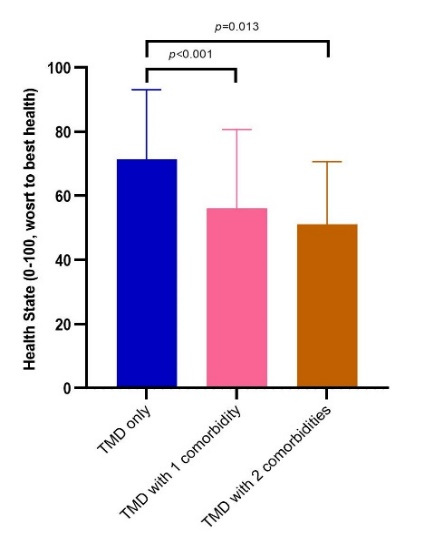 p=0.013
p<0.001
Health State (0-100, wosrt to best health)
100
80
60
40
20
0
TMD only
TMD with 1 comorbidity
TMD with 2 comorbidities